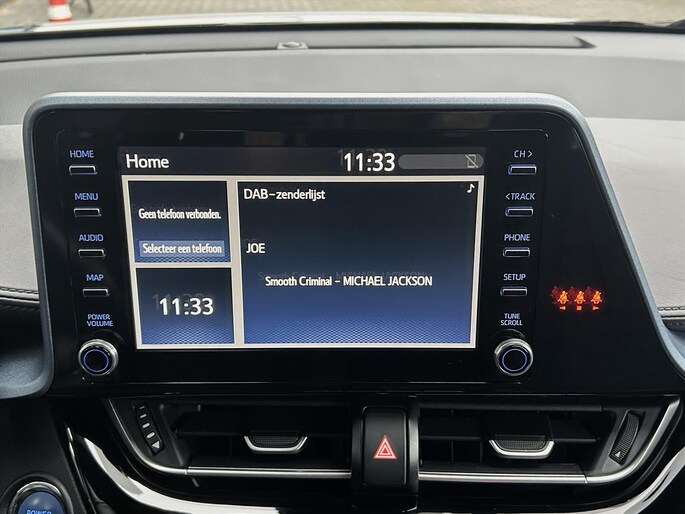 HOME
MENU
AUDIO
MAP
POWER
VOLUME
Home
11:33
Geen telefoon verbonden.
Selecteer een telefoon
11:33
DAB-zenderlijst
JOE
Smooth Criminal - MICHAEL JACKSON
CH >
<TRACK
PHONE
SETUP
TUNE
SCROLL
POWER